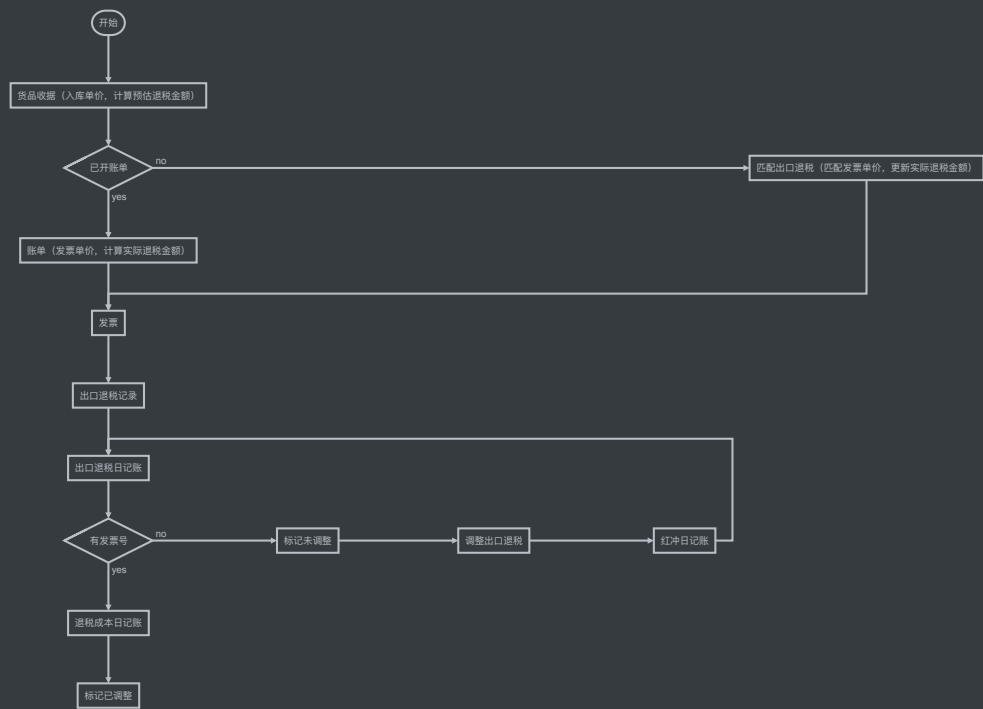 开始
货品收据（入库单价，计算预估退税金额）
已开账单
no
匹配出口退税（匹配发票单价，更新实际退税金额）
yes
账单（发票单价，计算实际退税金额）
发票
出口退税记录
出口退税日记账
有发票号
no
标记未调整
调整出口退税
红冲日记账
yes
退税成本日记账
标记已调整